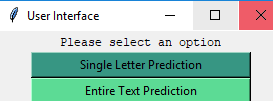 User Interface
Please select an option
Single Letter Prediction
Entire Text Prediction